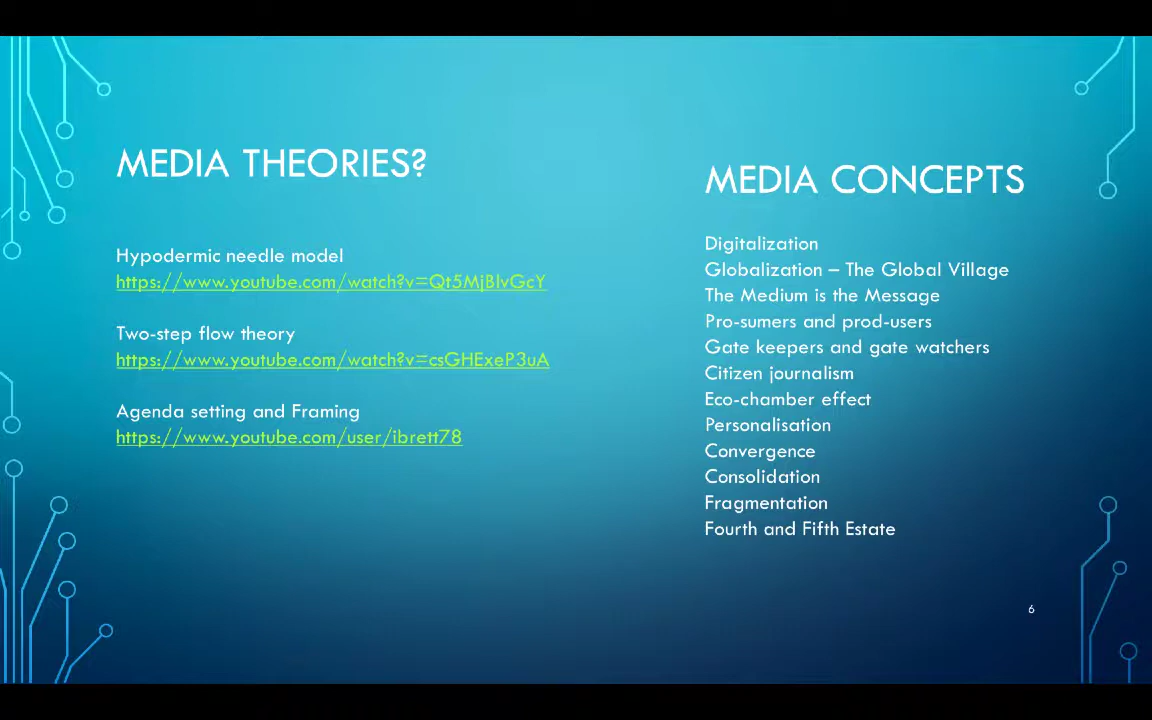 MEDIA THEORIES?
Hypodermic needle model
https://www.youtube.com/watch?v=Qt5MjBlvGcY
Two-step flow theory
https://www.youtube.com/watch?v=csGHExeP3uA
Agenda setting and Framing
https://www.youtube.com/user/ibrett78
MEDIA CONCEPTS
Digitalization
Globalization – The Global Village
The Medium is the Message
Pro-sumers and prod-users
Gate keepers and gate watchers
Citizen journalism
Eco-chamber effect
Personalisation
Convergence
Consolidation
Fragmentation
Fourth and Fifth Estate
6